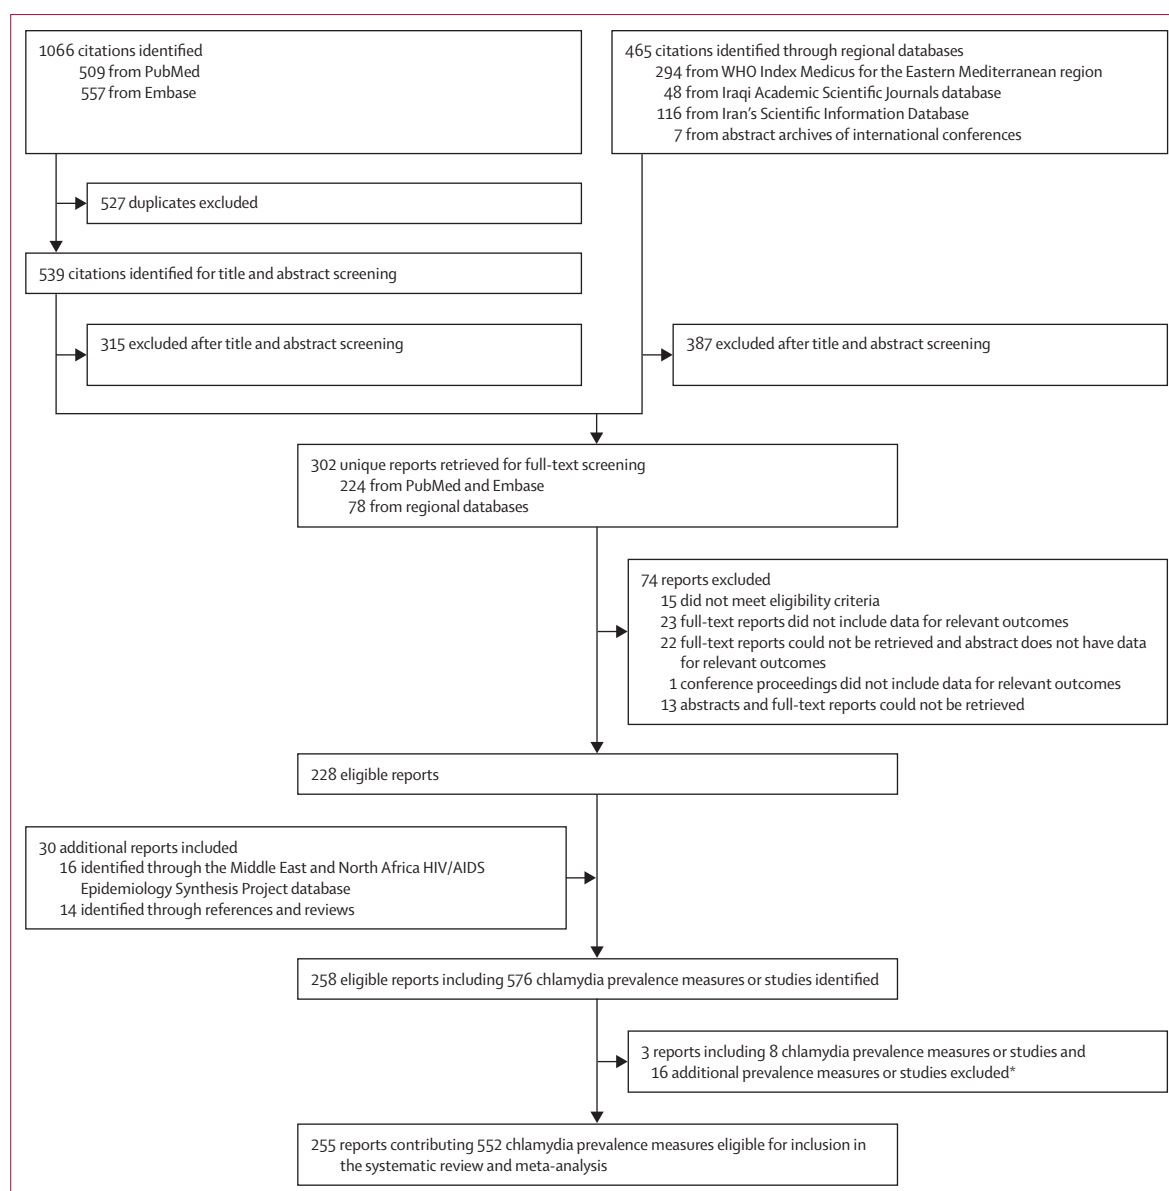 1066 citations identified
509 from PubMed
557 from Embase
465 citations identified through regional databases
294 from WHO Index Medicus for the Eastern Mediterranean region
48 from Iraqi Academic Scientific Journals database
116 from Iran's Scientific Information Database
7 from abstract archives of international conferences
527 duplicates excluded
539 citations identified for title and abstract screening
315 excluded after title and abstract screening
387 excluded after title and abstract screening
302 unique reports retrieved for full-text screening
224 from PubMed and Embase
78 from regional databases
74 reports excluded
15 did not meet eligibility criteria
23 full-text reports did not include data for relevant outcomes
22 full-text reports could not be retrieved and abstract does not have data
for relevant outcomes
1 conference proceedings did not include data for relevant outcomes
13 abstracts and full-text reports could not be retrieved
228 eligible reports
30 additional reports included
16 identified through the Middle East and North Africa HIV/AIDS
Epidemiology Synthesis Project database
14 identified through references and reviews
258 eligible reports including 576 chlamydia prevalence measures or studies identified
3 reports including 8 chlamydia prevalence measures or studies and
16 additional prevalence measures or studies excluded*
255 reports contributing 552 chlamydia prevalence measures eligible for inclusion in
the systematic review and meta-analysis